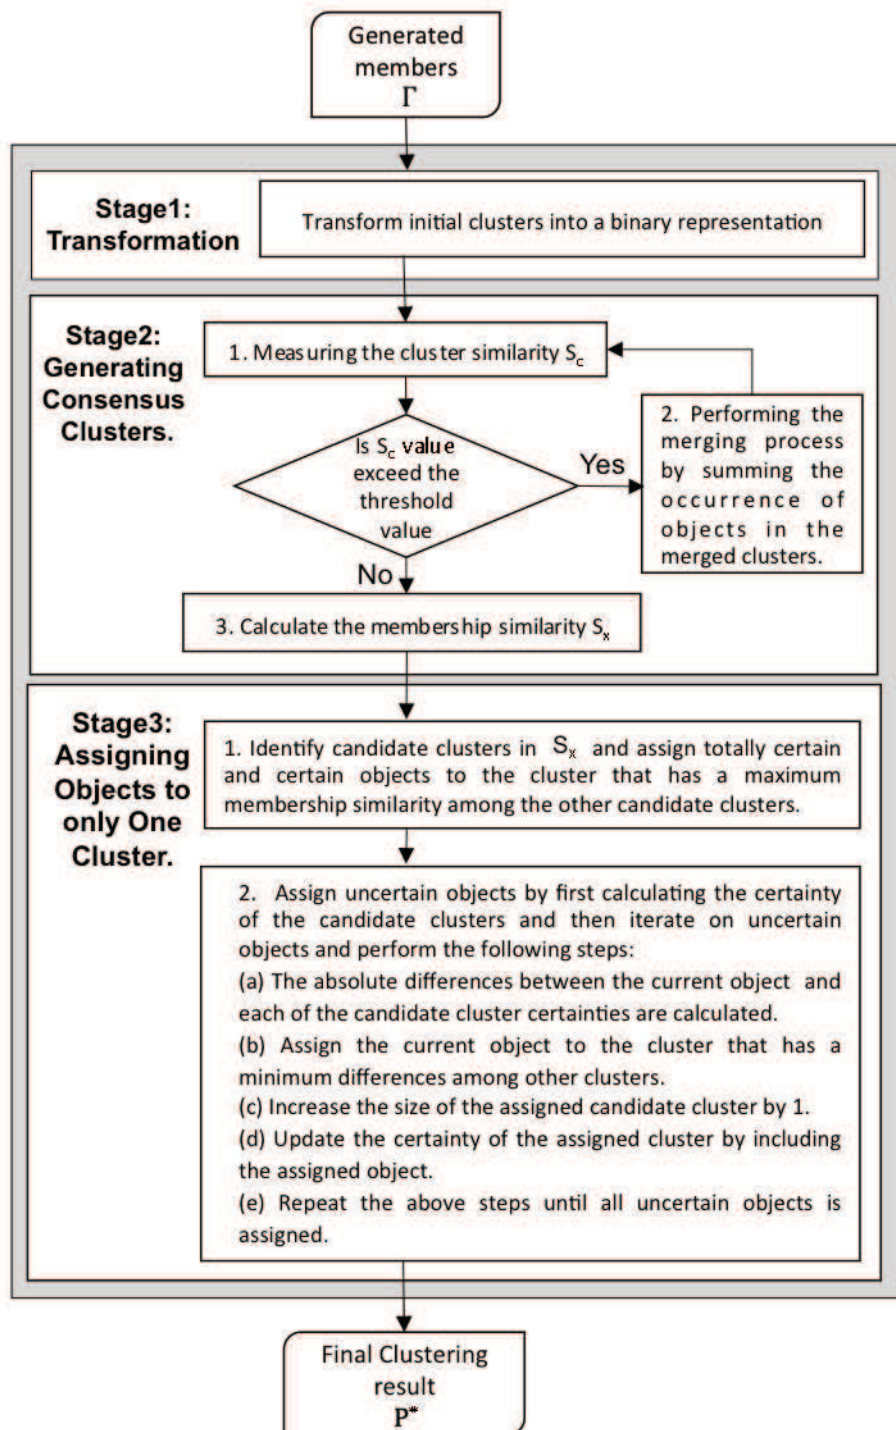 Generated
members
Γ
Stage1:
Transformation
Transform initial clusters into a binary representation
Stage2:
Generating
Consensus
Clusters.
1. Measuring the cluster similarity Sc
Is Sc value
exceed the
threshold
value
Yes
2. Performing the
merging process
by summing the
occurrence of
objects in the
merged clusters.
No
3. Calculate the membership similarity Sx
Stage3:
Assigning
Objects to
only One
Cluster.
1. Identify candidate clusters in Sx and assign totally certain
and certain objects to the cluster that has a maximum
membership similarity among the other candidate clusters.
2. Assign uncertain objects by first calculating the certainty
of the candidate clusters and then iterate on uncertain
objects and perform the following steps:
(a) The absolute differences between the current object and
each of the candidate cluster certainties are calculated.
(b) Assign the current object to the cluster that has a
minimum differences among other clusters.
(c) Increase the size of the assigned candidate cluster by 1.
(d) Update the certainty of the assigned cluster by including
the assigned object.
(e) Repeat the above steps until all uncertain objects is
assigned.
Final Clustering
result
P*